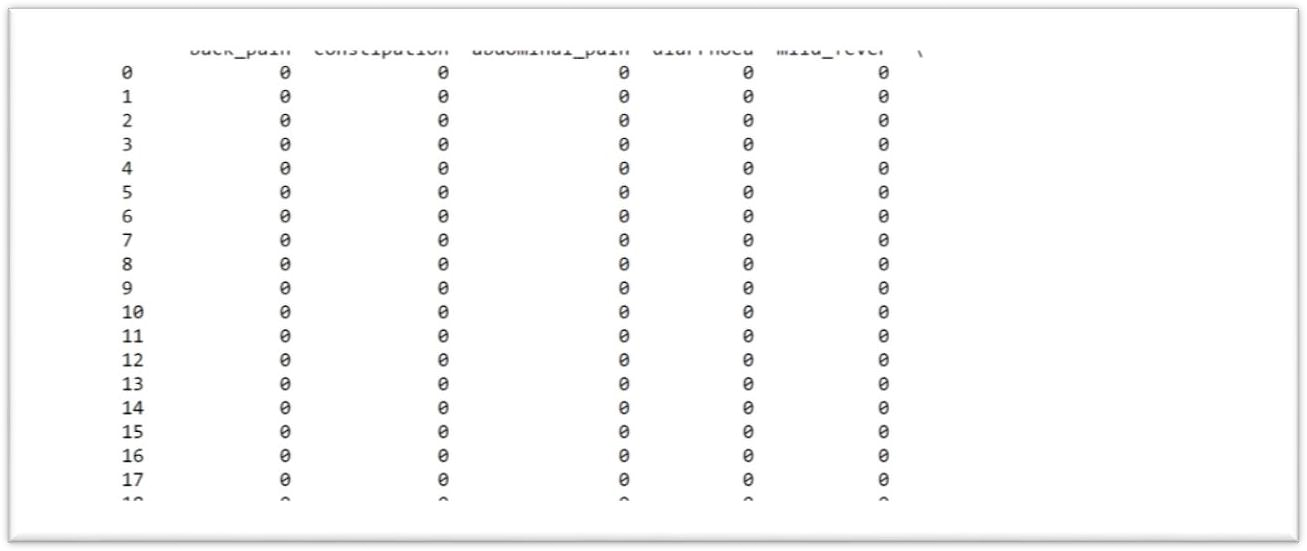 back_pain constipation abdominal_pain diarrhoea mild_fever \
0 0 0 0 0 0
1 0 0 0 0 0
2 0 0 0 0 0
3 0 0 0 0 0
4 0 0 0 0 0
5 0 0 0 0 0
6 0 0 0 0 0
7 0 0 0 0 0
8 0 0 0 0 0
9 0 0 0 0 0
10 0 0 0 0 0
11 0 0 0 0 0
12 0 0 0 0 0
13 0 0 0 0 0
14 0 0 0 0 0
15 0 0 0 0 0
16 0 0 0 0 0
17 0 0 0 0 0